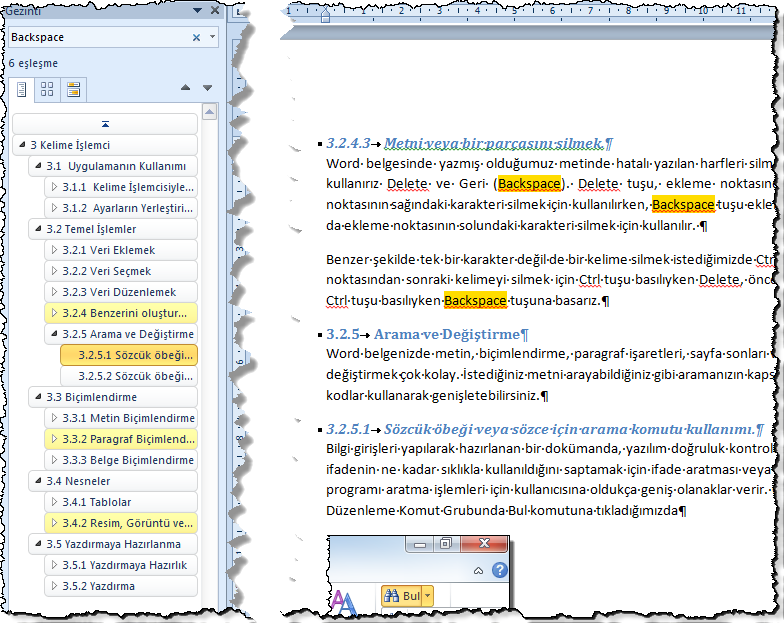 Gezinti
Backspace
6 eşleşme
3 Kelime İşlemci
3.1 Uygulamanın Kullanımı
3.1.1 Kelime İşlemcisiyle...
3.1.2 Ayarların Yerleştiri...
3.2 Temel İşlemler
3.2.1 Veri Eklemek
3.2.2 Veri Seçmek
3.2.3 Veri Düzenlemek
3.2.4 Benzerini oluştur...
3.2.5 Arama ve Değiştirme
3.2.5.1 Sözcük öbeği...
3.2.5.2 Sözcük öbeği...
3.3 Biçimlendirme
3.3.1 Metin Biçimlendirme
3.3.2 Paragraf Biçimlend...
3.3.3 Belge Biçimlendirme
3.4 Nesneler
3.4.1 Tablolar
3.4.2 Resim, Görüntü ve...
3.5 Yazdırmaya Hazırlanma
3.5.1 Yazdırmaya Hazırlık
3.5.2 Yazdırma
1 1 2 3 4 5 6 7 8 9 10 11
3.2.4.3 Metni veya bir parçasını silmek.¶
Word belgesinde yazmış olduğumuz metinde hatalı yazılan harfleri silm
kullanırız Delete ve Geri (Backspace). Delete tuşu, ekleme noktasın
noktasının sağındaki karakteri silmek için kullanılırken, Backspace tuşu ekle
da ekleme noktasının solundaki karakteri silmek için kullanılır. ¶
Benzer şekilde tek bir karakter değil de bir kelime silmek istediğimizde Ctr
noktasından sonraki kelimeyi silmek için Ctrl tuşu basılıyken Delete, önc
Ctrl tuşu basılıyken Backspace tuşuna basarız.¶
3.2.5 Arama ve Değiştirme¶
Word belgenizde metin, biçimlendirme, paragraf işaretleri, sayfa sonları
değiştirmek çok kolay. İstediğiniz metni arayabildiğiniz gibi aramanızın kaps
kodlar kullanarak genişletebilirsiniz.¶
3.2.5.1 Sözcük öbeği veya sözce için arama komutu kullanımı.¶
Bilgi girişleri yapılarak hazırlanan bir dokümanda, yazılım doğruluk kontrol
ifadenin ne kadar sıklıkla kullanıldığını saptamak için ifade aratması veya
programı aratma işlemleri için kullanıcısına oldukça geniş olanaklar verir.
Düzenleme Komut Grubunda Bul komutuna tıkladığımızda¶
Bul